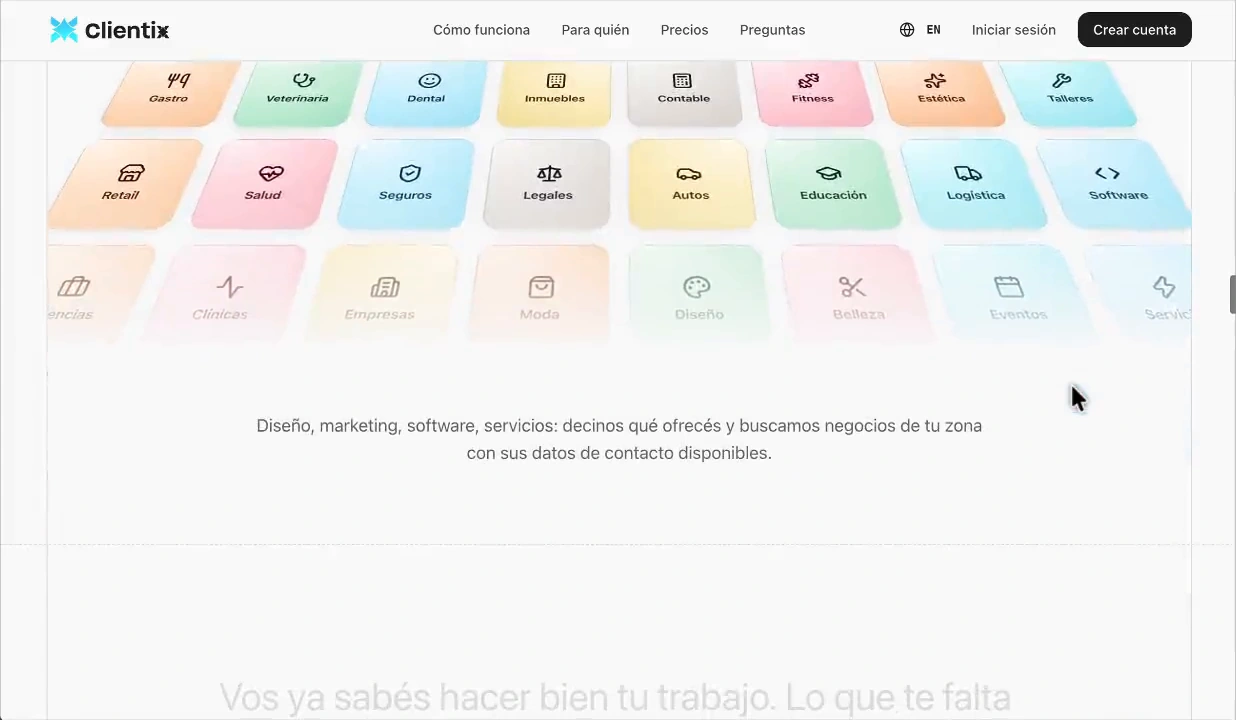 Clientix
Cómo funciona
Para quién
Precios
Preguntas
EN
Iniciar sesión
Crear cuenta
Gastro
Veterinaria
Dental
Inmuebles
Contable
Fitness
Estética
Talleres
Retail
Salud
Seguros
Legales
Autos
Educación
Logística
Software
encias
Clínicas
Empresas
Moda
Diseño
Belleza
Eventos
Servic
Diseño, marketing, software, servicios: decinos qué ofrecés y buscamos negocios de tu zona
con sus datos de contacto disponibles.
Vos ya sabés hacer bien tu trabajo. Lo que te falta